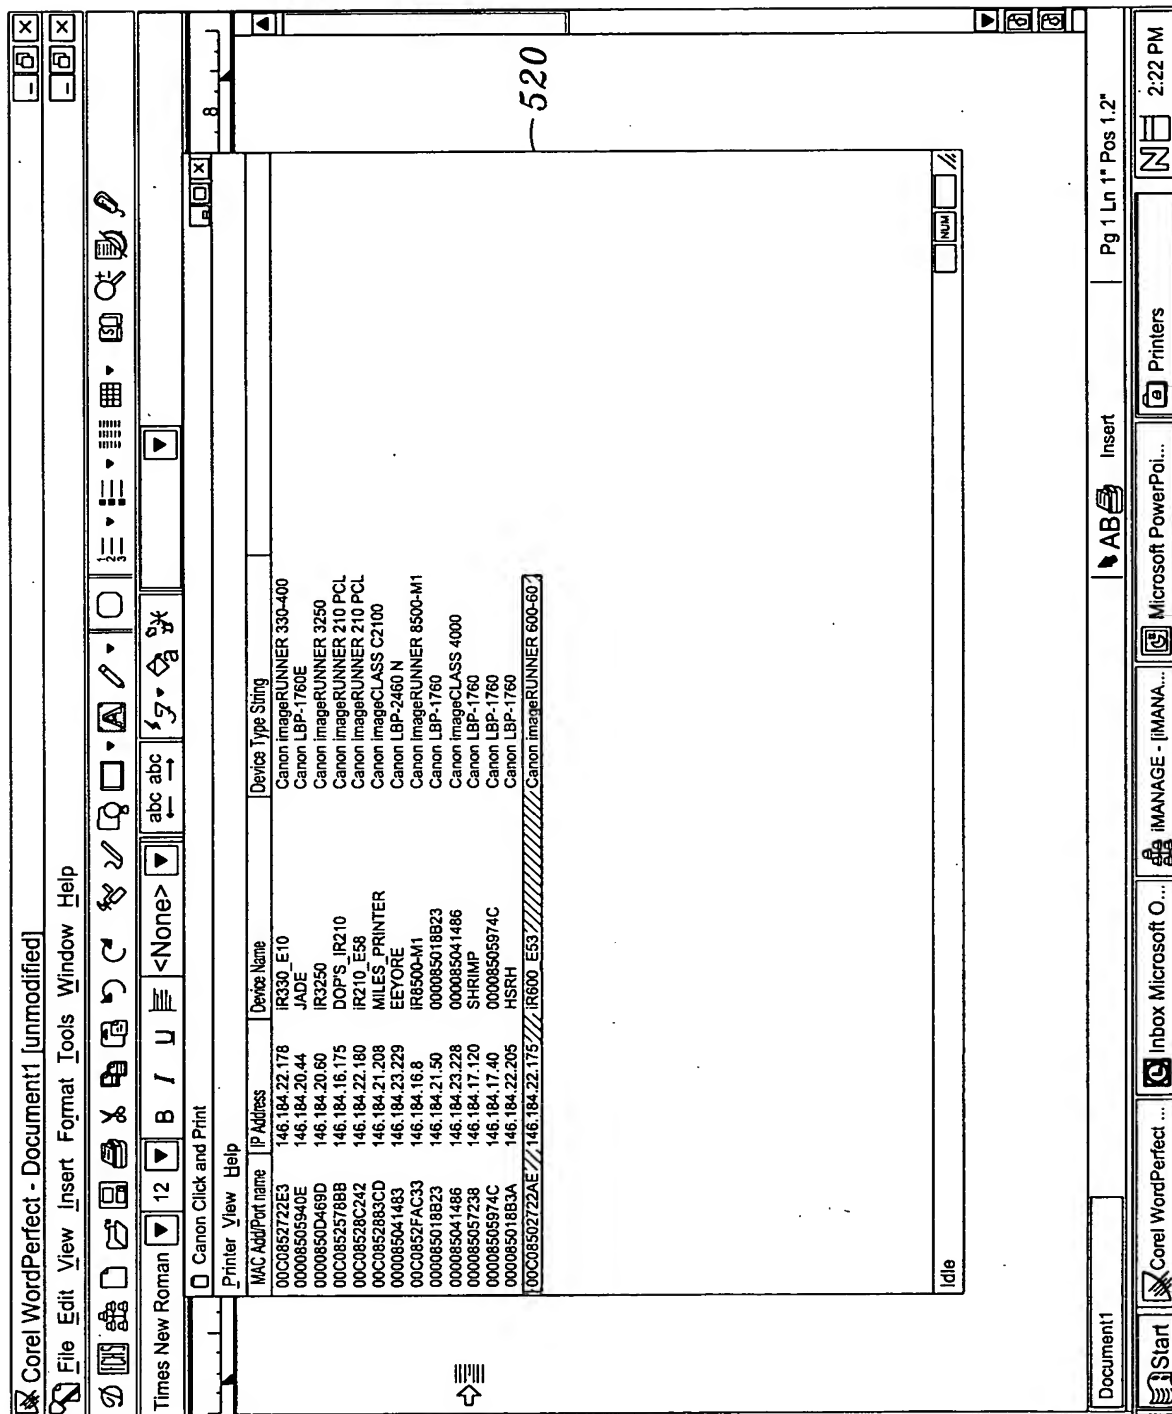 Corel WordPerfect - Document1 [unmodified]
File Edit View Insert Format Tools Window Help
Times New Roman 12 B I U <None> abc abc
8
Canon Click and Print
Printer View Help
MAC Add/Port name IP Address Device Name Device Type String
00C0852722E3 146.184.22.178 iR330_E10 Canon imageRUNNER 330-400
00008505940E 146.184.20.44 JADE Canon LBP-1760E
0000850D469D 146.184.20.60 IR3250 Canon imageRUNNER 3250
00C0852578BB 146.184.16.175 DOP'S_IR210 Canon imageRUNNER 210 PCL
00C08528C242 146.184.22.180 iR210_E58 Canon imageRUNNER 210 PCL
00C0852883CD 146.184.21.208 MILES_PRINTER Canon imageCLASS C2100
000085041483 146.184.23.229 EEYORE Canon LBP-2460 N
00C0852FAC33 146.184.16.8 iR8500-M1 Canon imageRUNNER 8500-M1
000085018B23 146.184.21.50 000085018B23 Canon LBP-1760
000085041486 146.184.23.228 000085041486 Canon imageCLASS 4000
000085057238 146.184.17.120 SHRIMP Canon LBP-1760
00008505974C 146.184.17.40 00008505974C Canon LBP-1760
000085018B3A 146.184.22.205 HSRH Canon LBP-1760
00C08502722AE 146.184.22.175 iR600_E53 Canon imageRUNNER 600-60
520
Idle NUM
Document1 AB Insert Pg 1 Ln 1" Pos 1.2"
Start Corel WordPerfect ... Inbox Microsoft O... iMANAGE - [iMANA... Microsoft PowerPoi... Printers N 2:22 PM